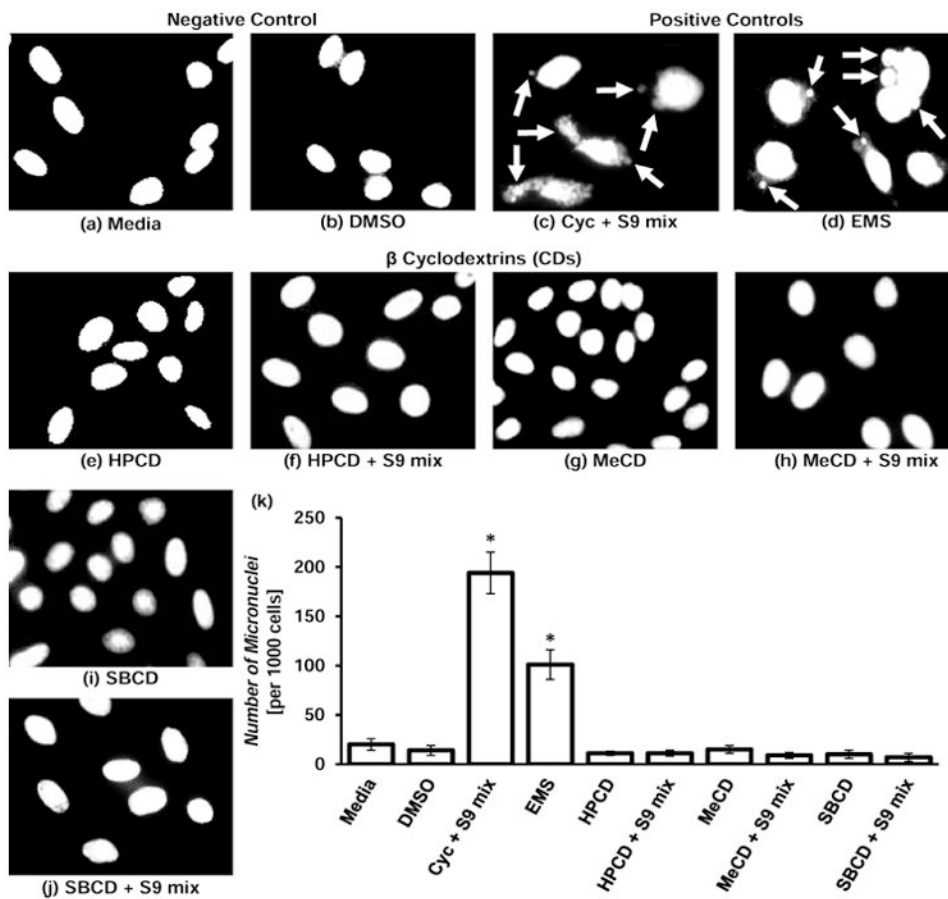 Negative Control
Positive Controls
(a) Media
(b) DMSO
(c) Cyc + S9 mix
(d) EMS
β Cyclodextrins (CDs)
(e) HPCD
(f) HPCD + S9 mix
(g) MeCD
(h) MeCD + S9 mix
(i) SBCD
(j) SBCD + S9 mix
(k)
Number of Micronuclei
[per 1000 cells]
250
200
150
100
50
0
*
*
Media
DMSO
Cyc + S9 mix
EMS
HPCD
HPCD + S9 mix
MeCD
MeCD + S9 mix
SBCD
SBCD + S9 mix